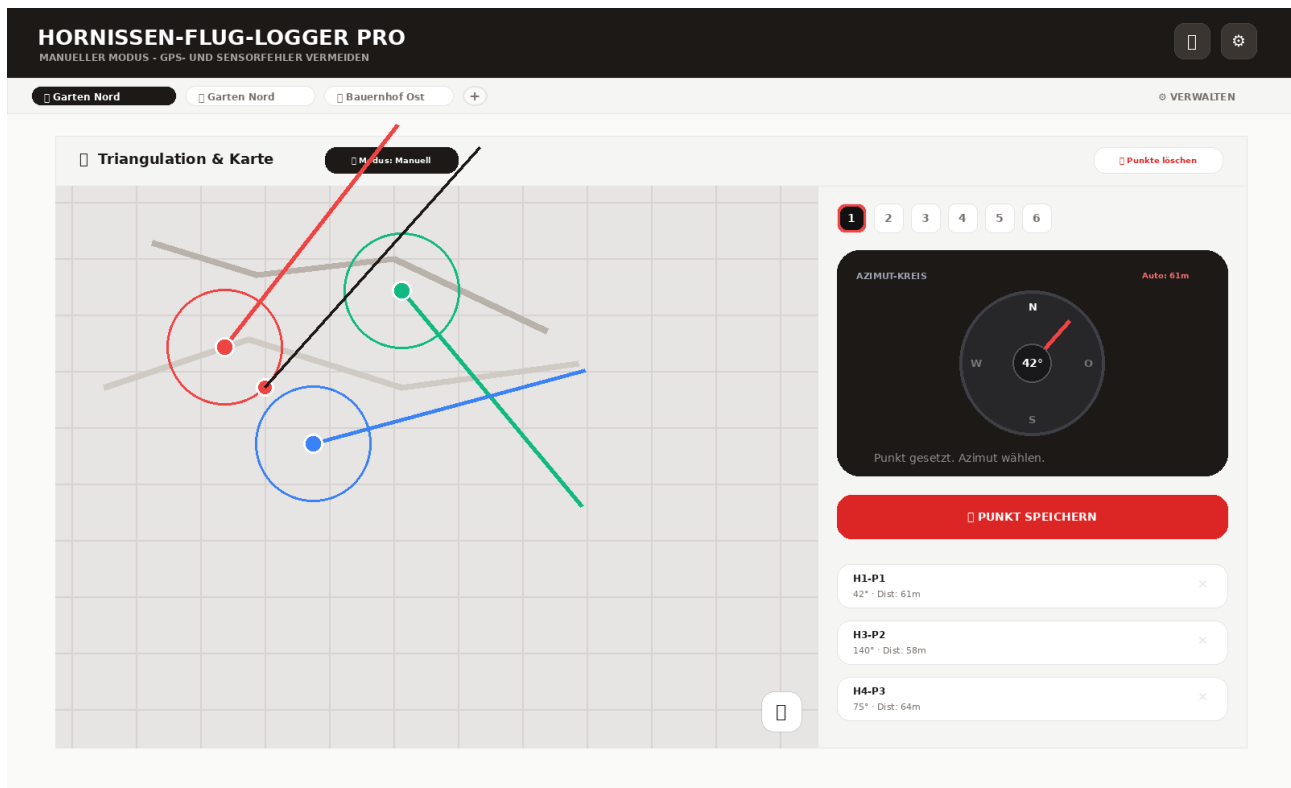 HORNISSEN-FLUG-LOGGER PRO
MANUELLER MODUS - GPS- UND SENSORFEHLER VERMEIDEN
Garten Nord
Garten Nord
Bauernhof Ost
+
⚙ VERWALTEN
Triangulation & Karte
Modus: Manuell
Punkte löschen
1 2 3 4 5 6
AZIMUT-KREIS
Auto: 61m
N
W
42°
O
S
Punkt gesetzt. Azimut wählen.
PUNKT SPEICHERN
H1-P1
42° · Dist: 61m
H3-P2
140° · Dist: 58m
H4-P3
75° · Dist: 64m